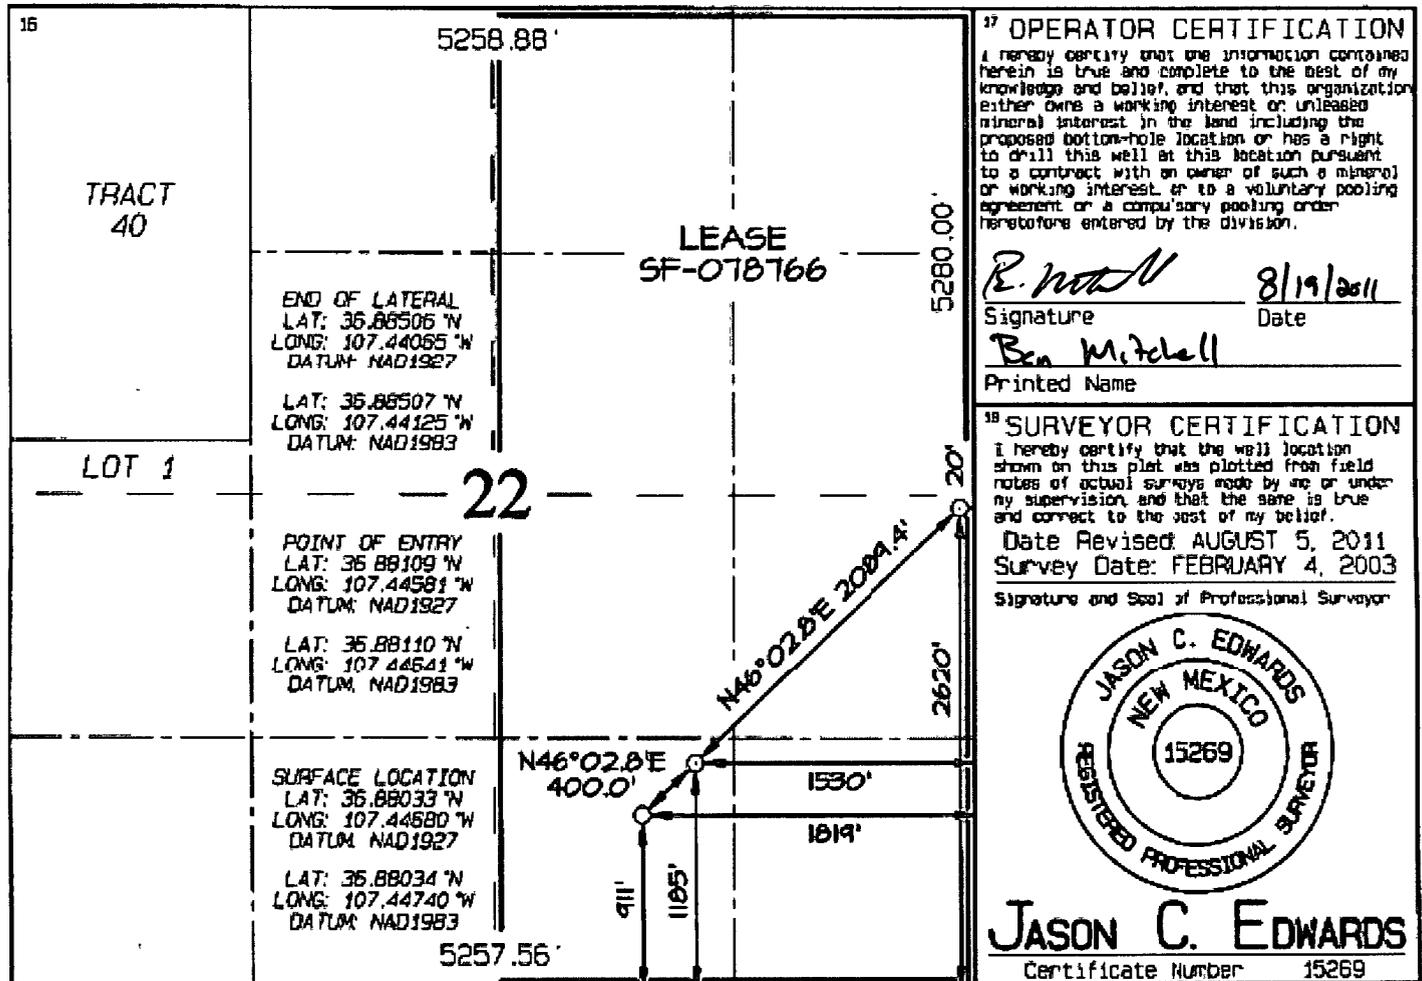 16
5258.88'
TRACT
40
LEASE
SF-078766
5280.00'
END OF LATERAL
LAT: 36.88506 °N
LONG: 107.44065 °W
DATUM: NAD1927
LAT: 36.88507 °N
LONG: 107.44125 °W
DATUM: NAD1983
LOT 1
22
20'
POINT OF ENTRY
LAT: 36.88109 °N
LONG: 107.44581 °W
DATUM: NAD1927
LAT: 36.88110 °N
LONG: 107.44641 °W
DATUM: NAD1983
N46°02.8'E 2089.4'
2620'
N46°02.8'E
400.0'
1530'
1819'
SURFACE LOCATION
LAT: 36.88033 °N
LONG: 107.44680 °W
DATUM: NAD1927
LAT: 36.88034 °N
LONG: 107.44740 °W
DATUM: NAD1983
911'
1185'
5257.56'
17 OPERATOR CERTIFICATION
I hereby certify that the information contained
herein is true and complete to the best of my
knowledge and belief, and that this organization
either owns a working interest or unleased
mineral interest in the land including the
proposed bottom-hole location or has a right
to drill this well at this location pursuant
to a contract with an owner of such a mineral
or working interest, or to a voluntary pooling
agreement or a compulsory pooling order
heretofore entered by the division.
8/19/2011
Signature Date
Ben Mitchell
Printed Name
18 SURVEYOR CERTIFICATION
I hereby certify that the well location
shown on this plat was plotted from field
notes of actual surveys made by me or under
my supervision, and that the same is true
and correct to the best of my belief.
Date Revised: AUGUST 5, 2011
Survey Date: FEBRUARY 4, 2003
Signature and Seal of Professional Surveyor
JASON C. EDWARDS
NEW MEXICO
15269
REGISTERED PROFESSIONAL SURVEYOR
JASON C. EDWARDS
Certificate Number 15269